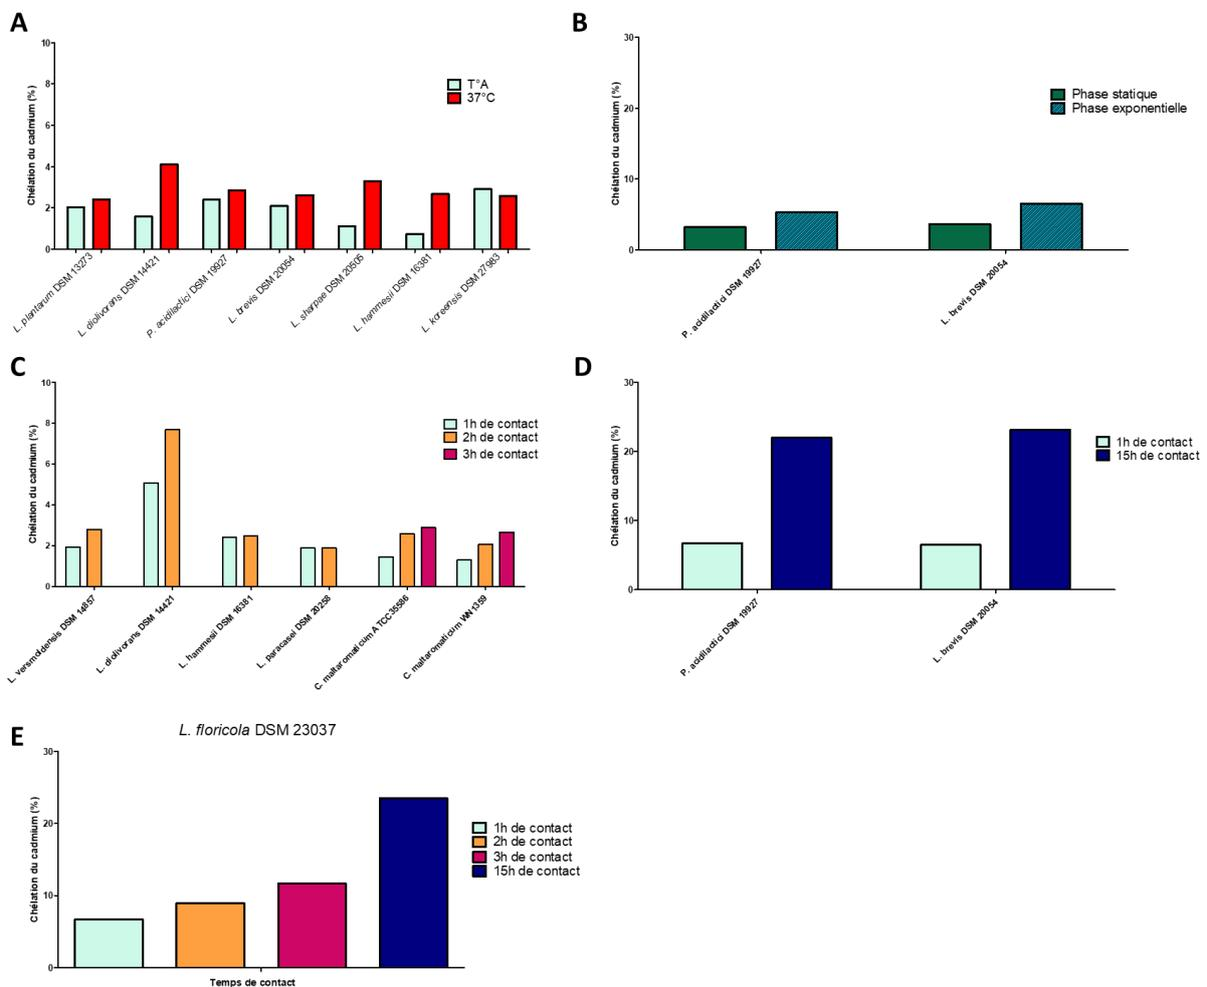 A
10
8
6
4
2
0
Chélation du cadmium (%)
T°A
37°C
L. plantarum DSM 13273
L. diolivorans DSM 14421
P. acidilactici DSM 19927
L. brevis DSM 20054
L. sharpae DSM 20505
L. hammesii DSM 16381
L. koreensis DSM 27983
B
30
20
10
0
Chélation du cadmium (%)
Phase statique
Phase exponentielle
P. acidilactici DSM 19927
L. brevis DSM 20054
C
10
8
6
4
2
0
Chélation du cadmium (%)
1h de contact
2h de contact
3h de contact
L. versmoldensis DSM 14857
L. diolivorans DSM 14421
L. hammesii DSM 16381
L. paracasei DSM 20258
C. maltaromaticum ATCC35586
C. maltaromaticum WN1359
D
30
20
10
0
Chélation du cadmium (%)
1h de contact
15h de contact
P. acidilactici DSM 19927
L. brevis DSM 20054
E
L. floricola DSM 23037
30
20
10
0
Chélation du cadmium (%)
1h de contact
2h de contact
3h de contact
15h de contact
Temps de contact